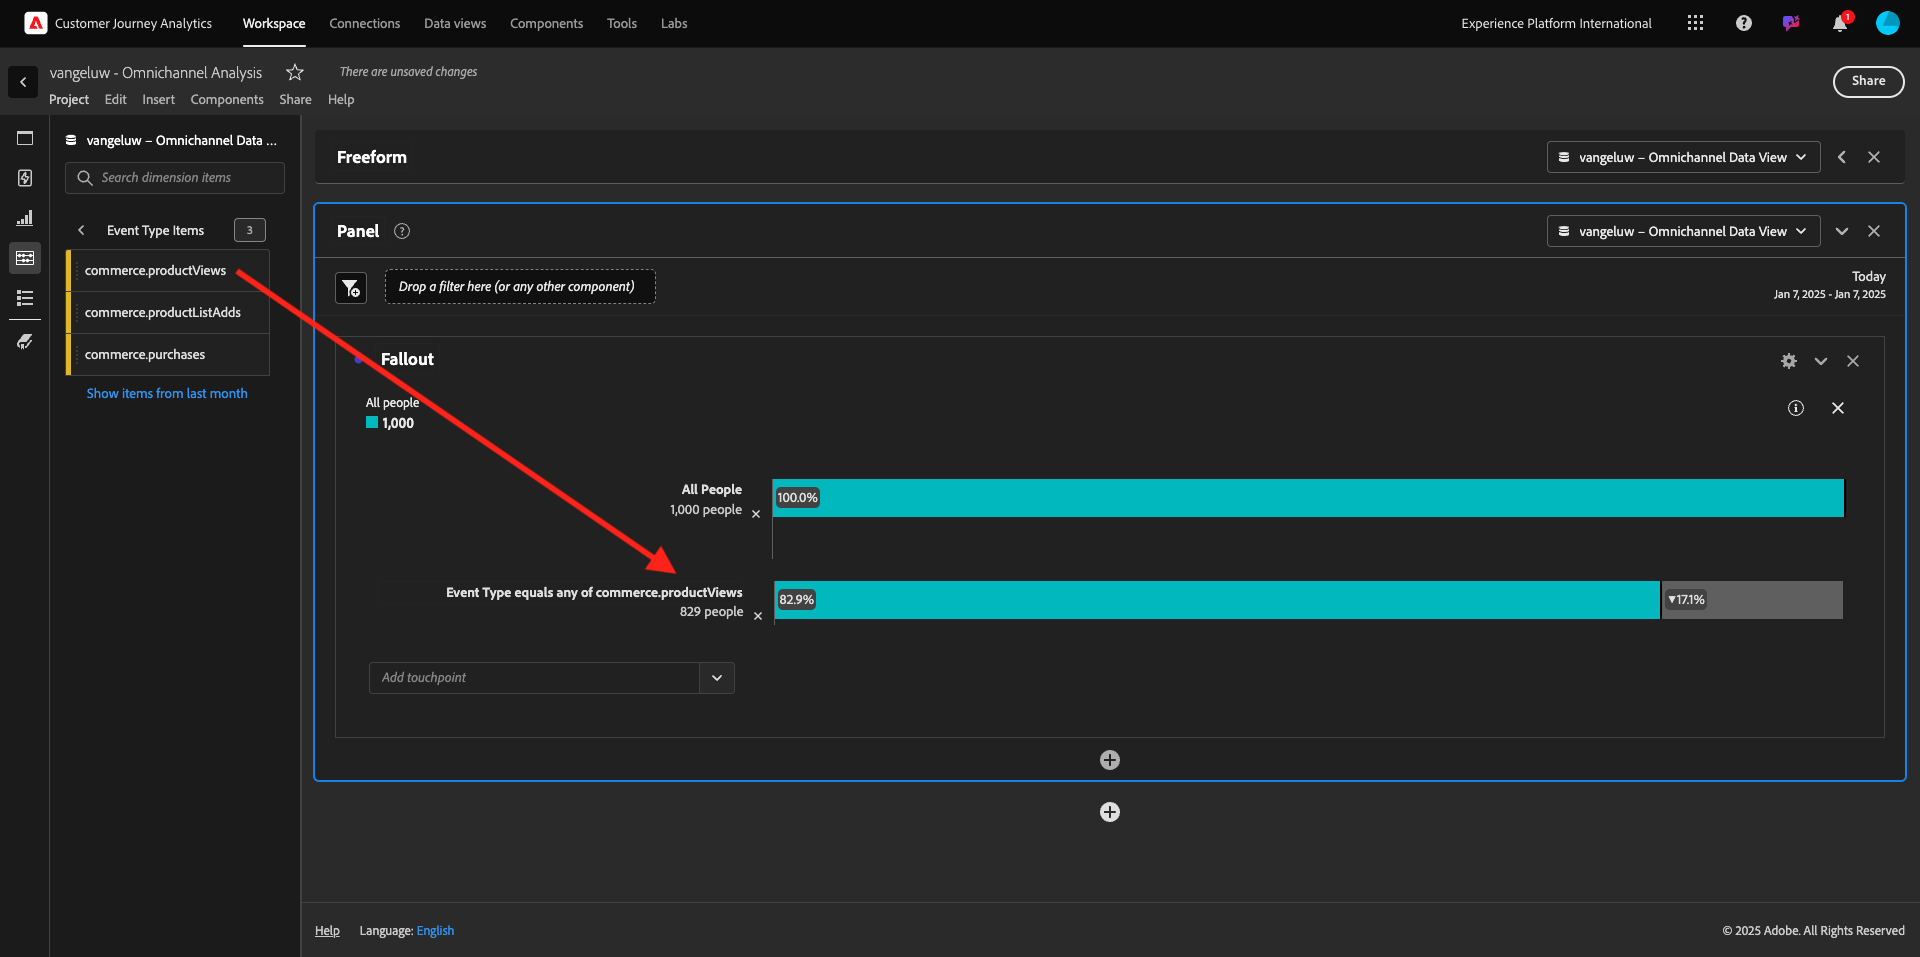 Customer Journey Analytics
Workspace
Connections
Data views
Components
Tools
Labs
Experience Platform International
1
vangeluw - Omnichannel Analysis
There are unsaved changes
Project
Edit
Insert
Components
Share
Help
Share
vangeluw – Omnichannel Data ...
Search dimension items
Event Type Items
3
commerce.productViews
commerce.productListAdds
commerce.purchases
Show items from last month
Freeform
vangeluw – Omnichannel Data View
Panel
vangeluw – Omnichannel Data View
Drop a filter here (or any other component)
Today
Jan 7, 2025 - Jan 7, 2025
Fallout
All people
1,000
All People
1,000 people
100.0%
Event Type equals any of commerce.productViews
829 people
82.9%
▼17.1%
Add touchpoint
Help
Language: English
© 2025 Adobe. All Rights Reserved